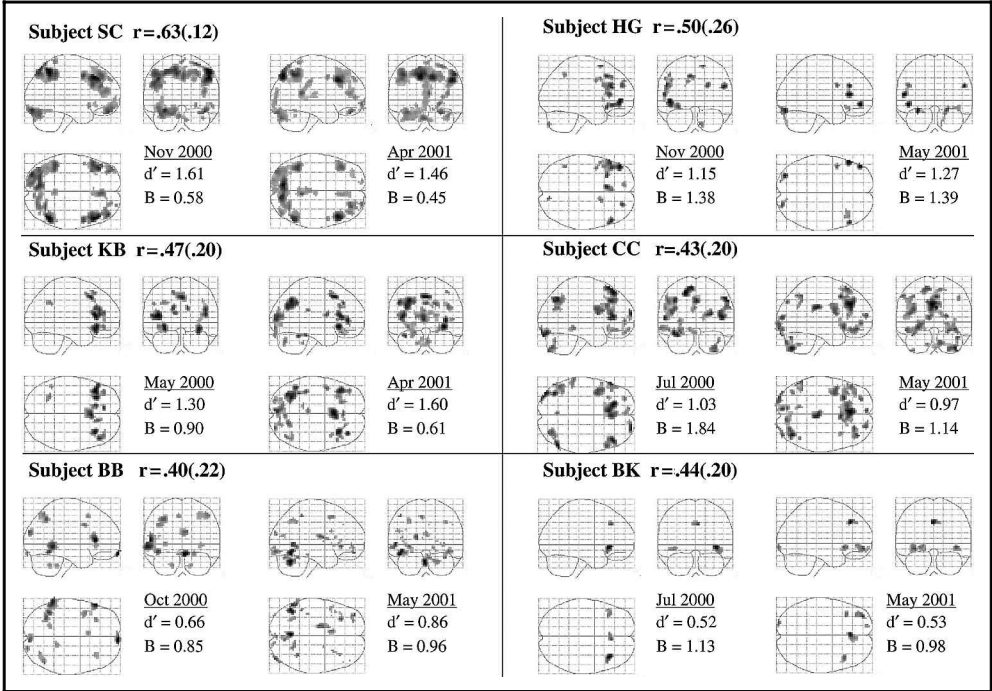 Subject SC r=.63(.12)
Nov 2000
d′ = 1.61
B = 0.58
Apr 2001
d′ = 1.46
B = 0.45
Subject HG r=.50(.26)
Nov 2000
d′ = 1.15
B = 1.38
May 2001
d′ = 1.27
B = 1.39
Subject KB r=.47(.20)
May 2000
d′ = 1.30
B = 0.90
Apr 2001
d′ = 1.60
B = 0.61
Subject CC r=.43(.20)
Jul 2000
d′ = 1.03
B = 1.84
May 2001
d′ = 0.97
B = 1.14
Subject BB r=.40(.22)
Oct 2000
d′ = 0.66
B = 0.85
May 2001
d′ = 0.86
B = 0.96
Subject BK r=.44(.20)
Jul 2000
d′ = 0.52
B = 1.13
May 2001
d′ = 0.53
B = 0.98